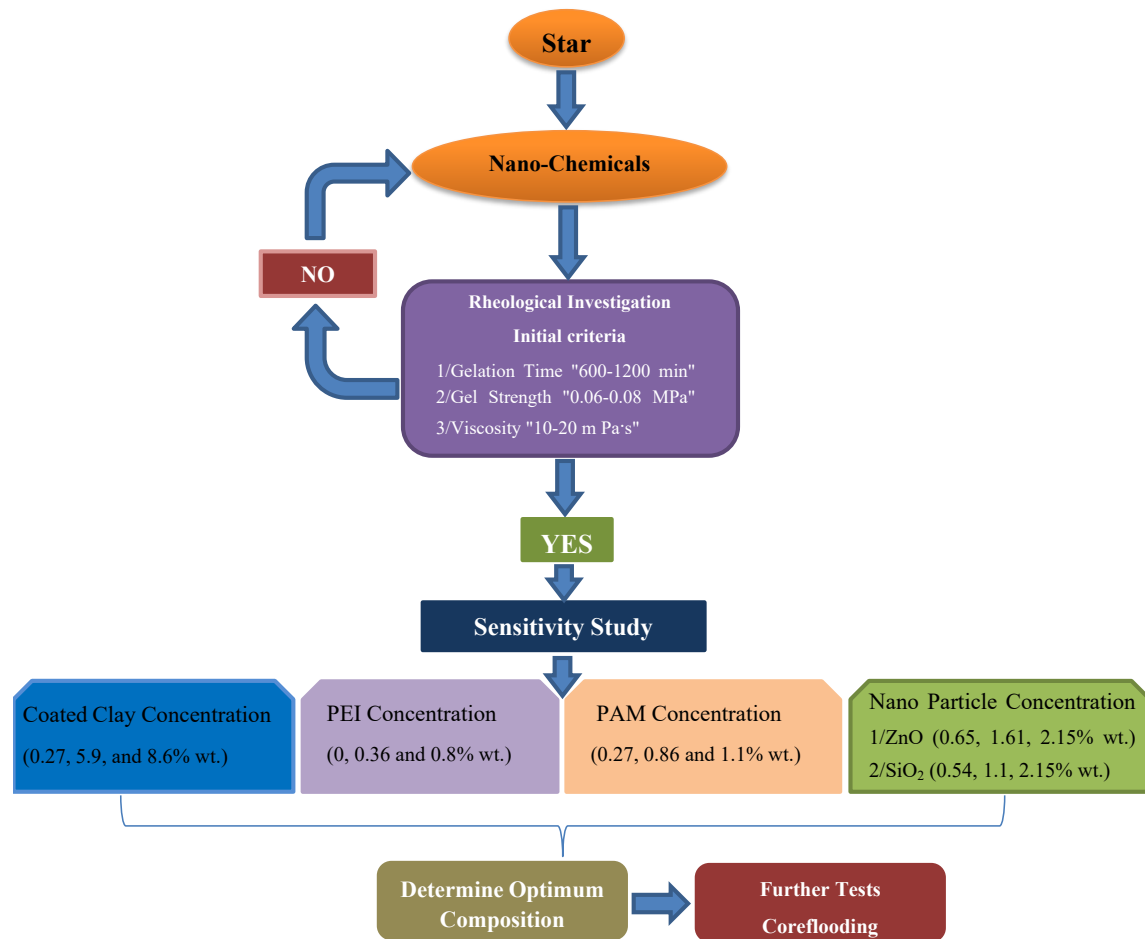 Star
Nano-Chemicals
NO
Rheological Investigation
Initial criteria
1/Gelation Time "600-1200 min"
2/Gel Strength "0.06-0.08 MPa"
3/Viscosity "10-20 m Pa·s"
YES
Sensitivity Study
Coated Clay Concentration
(0.27, 5.9, and 8.6% wt.)
PEI Concentration
(0, 0.36 and 0.8% wt.)
PAM Concentration
(0.27, 0.86 and 1.1% wt.)
Nano Particle Concentration
1/ZnO (0.65, 1.61, 2.15% wt.)
2/SiO₂ (0.54, 1.1, 2.15% wt.)
Determine Optimum
Composition
Further Tests
Coreflooding